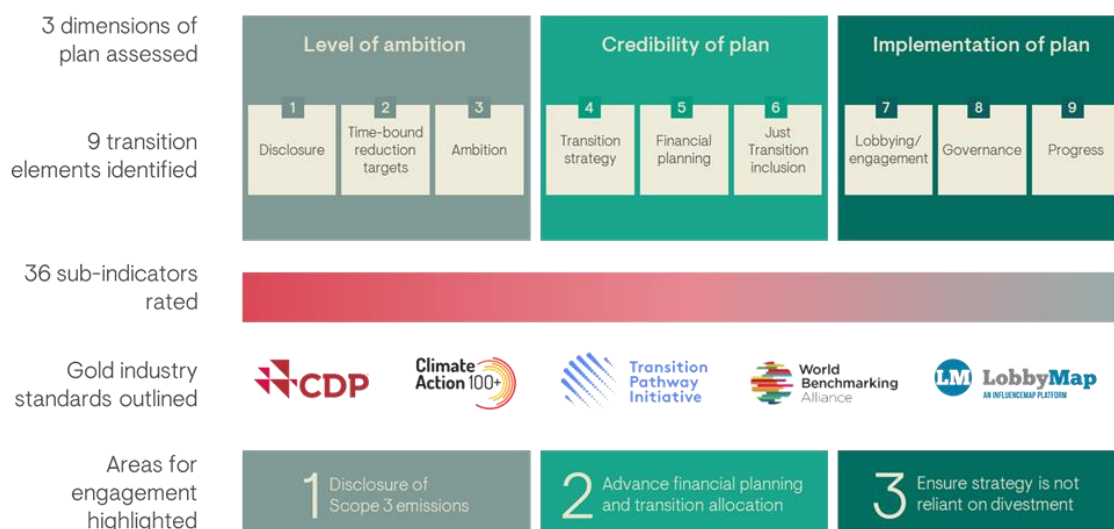 3 dimensions of
plan assessed
Level of ambition
Credibility of plan
Implementation of plan
9 transition
elements identified
1
Disclosure
2
Time-bound
reduction
targets
3
Ambition
4
Transition
strategy
5
Financial
planning
6
Just
Transition
inclusion
7
Lobbying/
engagement
8
Governance
9
Progress
36 sub-indicators
rated
Gold industry
standards outlined
CDP
Climate
Action 100+
Transition
Pathway
Initiative
World
Benchmarking
Alliance
LM LobbyMap
AN INFLUENCEMAP PLATFORM
Areas for
engagement
highlighted
1
Disclosure of
Scope 3 emissions
2
Advance financial planning
and transition allocation
3
Ensure strategy is not
reliant on divestment